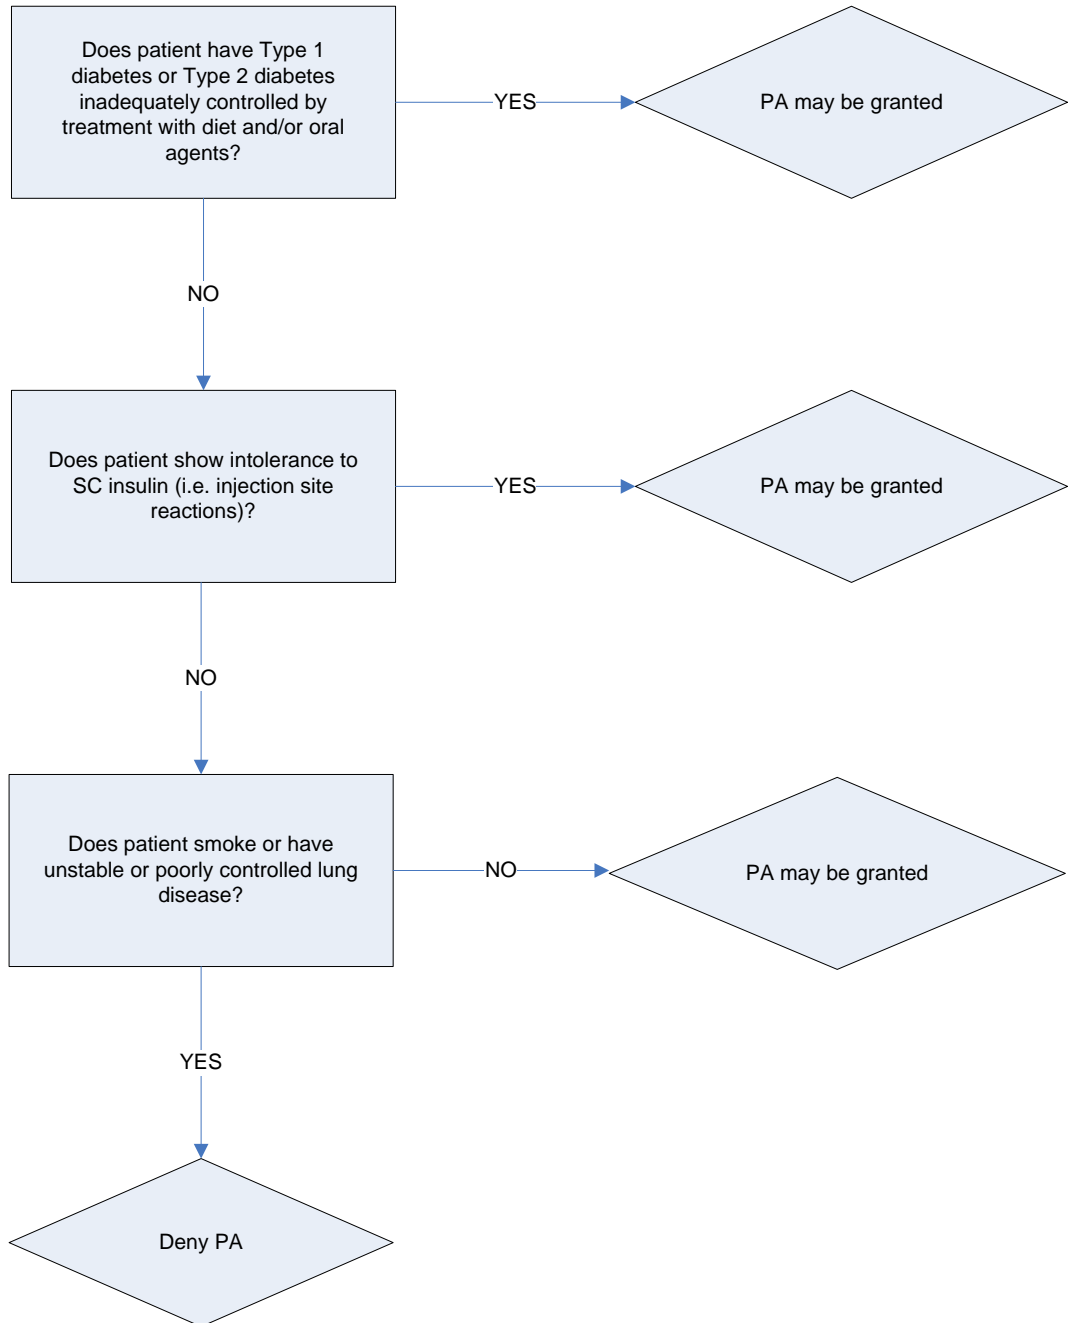 Does patient have Type 1
diabetes or Type 2 diabetes
inadequately controlled by
treatment with diet and/or oral
agents?
YES
PA may be granted
NO
Does patient show intolerance to
SC insulin (i.e. injection site
reactions)?
YES
PA may be granted
NO
Does patient smoke or have
unstable or poorly controlled lung
disease?
NO
PA may be granted
YES
Deny PA